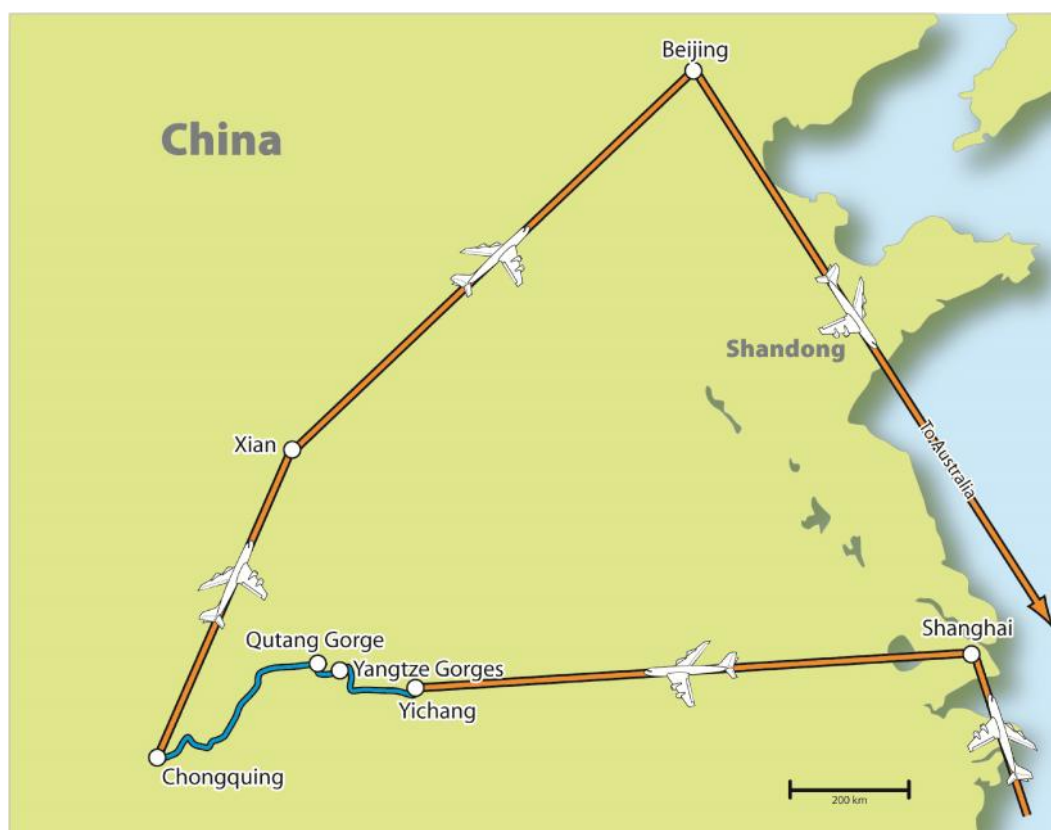 Beijing
China
Shandong
Xian
To Australia
Shanghai
Qutang Gorge
Yangtze Gorges
Yichang
Chongquing
200 km